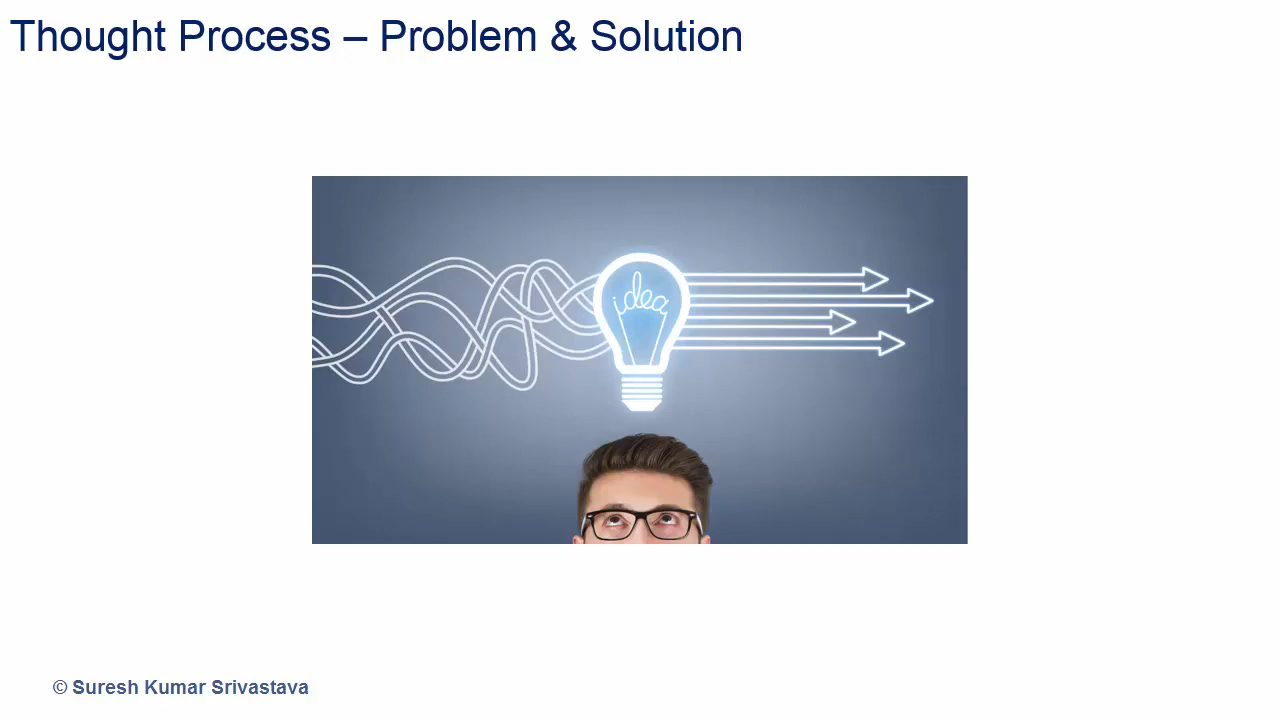 Thought Process – Problem & Solution
idea
© Suresh Kumar Srivastava